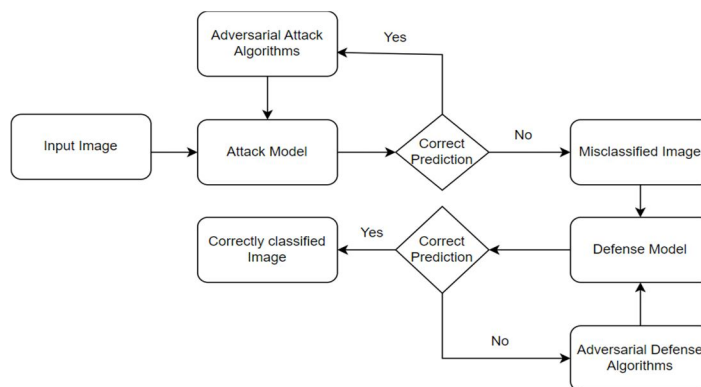 Adversarial Attack
Algorithms
Yes
Input Image
Attack Model
Correct
Prediction
No
Misclassified Image
Correctly classified
Image
Yes
Correct
Prediction
Defense Model
No
Adversarial Defense
Algorithms